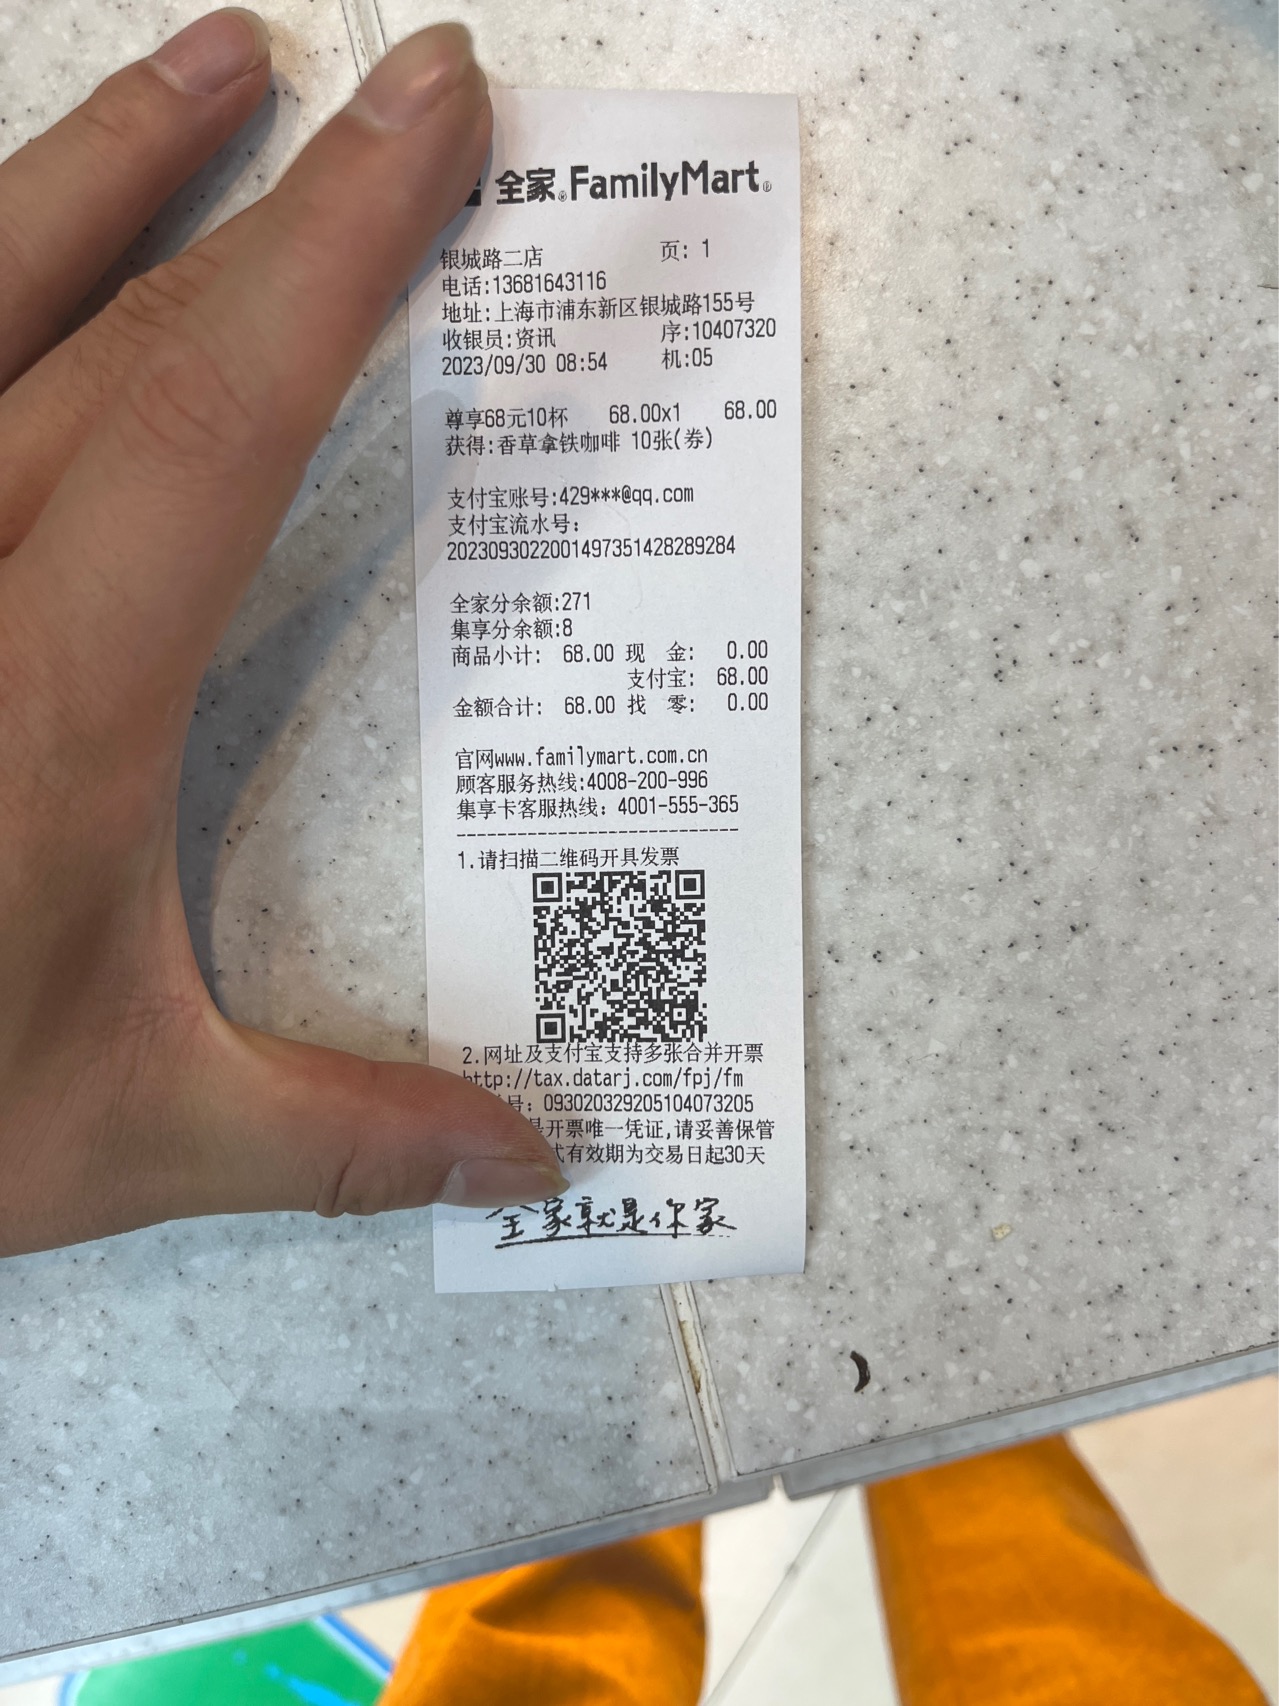 全家 FamilyMart
银城路二店 页: 1
电话:13681643116
地址:上海市浦东新区银城路155号
收银员:资讯 序:10407320
2023/09/30 08:54 机:05
尊享68元10杯 68.00x1 68.00
获得:香草拿铁咖啡 10张(券)
支付宝账号:429***@qq.com
支付宝流水号:
2023093022001497351428289284
全家分余额:271
集享分余额:8
商品小计: 68.00 现 金: 0.00
支付宝: 68.00
金额合计: 68.00 找 零: 0.00
官网www.familymart.com.cn
顾客服务热线:4008-200-996
集享卡客服热线: 4001-555-365
1.请扫描二维码开具发票
2.网址及支付宝支持多张合并开票
http://tax.datarj.com/fpj/fm
号: 093020329205104073205
是开票唯一凭证,请妥善保管
式有效期为交易日起30天
全家就是你家